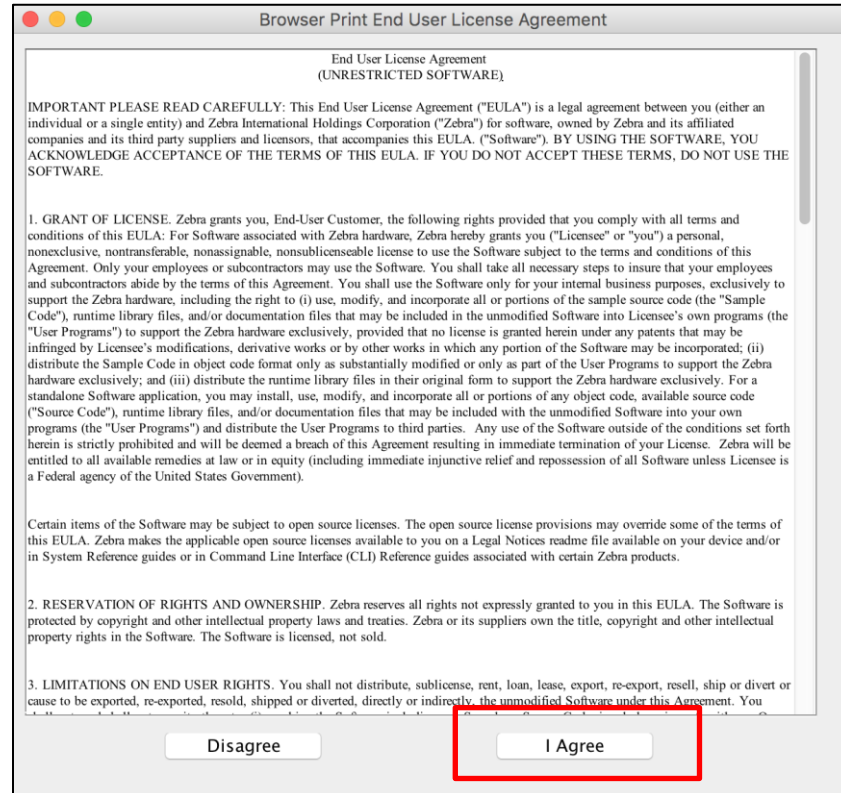 Browser Print End User License Agreement
End User License Agreement
(UNRESTRICTED SOFTWARE)
IMPORTANT PLEASE READ CAREFULLY: This End User License Agreement ("EULA") is a legal agreement between you (either an
individual or a single entity) and Zebra International Holdings Corporation ("Zebra") for software, owned by Zebra and its affiliated
companies and its third party suppliers and licensors, that accompanies this EULA. ("Software"). BY USING THE SOFTWARE, YOU
ACKNOWLEDGE ACCEPTANCE OF THE TERMS OF THIS EULA. IF YOU DO NOT ACCEPT THESE TERMS, DO NOT USE THE
SOFTWARE.
1. GRANT OF LICENSE. Zebra grants you, End-User Customer, the following rights provided that you comply with all terms and
conditions of this EULA: For Software associated with Zebra hardware, Zebra hereby grants you ("Licensee" or "you") a personal,
nonexclusive, nontransferable, nonassignable, nonsublicenseable license to use the Software subject to the terms and conditions of this
Agreement. Only your employees or subcontractors may use the Software. You shall take all necessary steps to insure that your employees
and subcontractors abide by the terms of this Agreement. You shall use the Software only for your internal business purposes, exclusively to
support the Zebra hardware, including the right to (i) use, modify, and incorporate all or portions of the sample source code (the "Sample
Code"), runtime library files, and/or documentation files that may be included in the unmodified Software into Licensee's own programs (the
"User Programs") to support the Zebra hardware exclusively, provided that no license is granted herein under any patents that may be
infringed by Licensee's modifications, derivative works or by other works in which any portion of the Software may be incorporated; (ii)
distribute the Sample Code in object code format only as substantially modified or only as part of the User Programs to support the Zebra
hardware exclusively; and (iii) distribute the runtime library files in their original form to support the Zebra hardware exclusively. For a
standalone Software application, you may install, use, modify, and incorporate all or portions of any object code, available source code
("Source Code"), runtime library files, and/or documentation files that may be included with the unmodified Software into your own
programs (the "User Programs") and distribute the User Programs to third parties. Any use of the Software outside of the conditions set forth
herein is strictly prohibited and will be deemed a breach of this Agreement resulting in immediate termination of your License. Zebra will be
entitled to all available remedies at law or in equity (including immediate injunctive relief and repossession of all Software unless Licensee is
a Federal agency of the United States Government).
Certain items of the Software may be subject to open source licenses. The open source license provisions may override some of the terms of
this EULA. Zebra makes the applicable open source licenses available to you on a Legal Notices readme file available on your device and/or
in System Reference guides or in Command Line Interface (CLI) Reference guides associated with certain Zebra products.
2. RESERVATION OF RIGHTS AND OWNERSHIP. Zebra reserves all rights not expressly granted to you in this EULA. The Software is
protected by copyright and other intellectual property laws and treaties. Zebra or its suppliers own the title, copyright and other intellectual
property rights in the Software. The Software is licensed, not sold.
3. LIMITATIONS ON END USER RIGHTS. You shall not distribute, sublicense, rent, loan, lease, export, re-export, resell, ship or divert or
cause to be exported, re-exported, resold, shipped or diverted, directly or indirectly, the unmodified Software under this Agreement. You
Disagree
I Agree